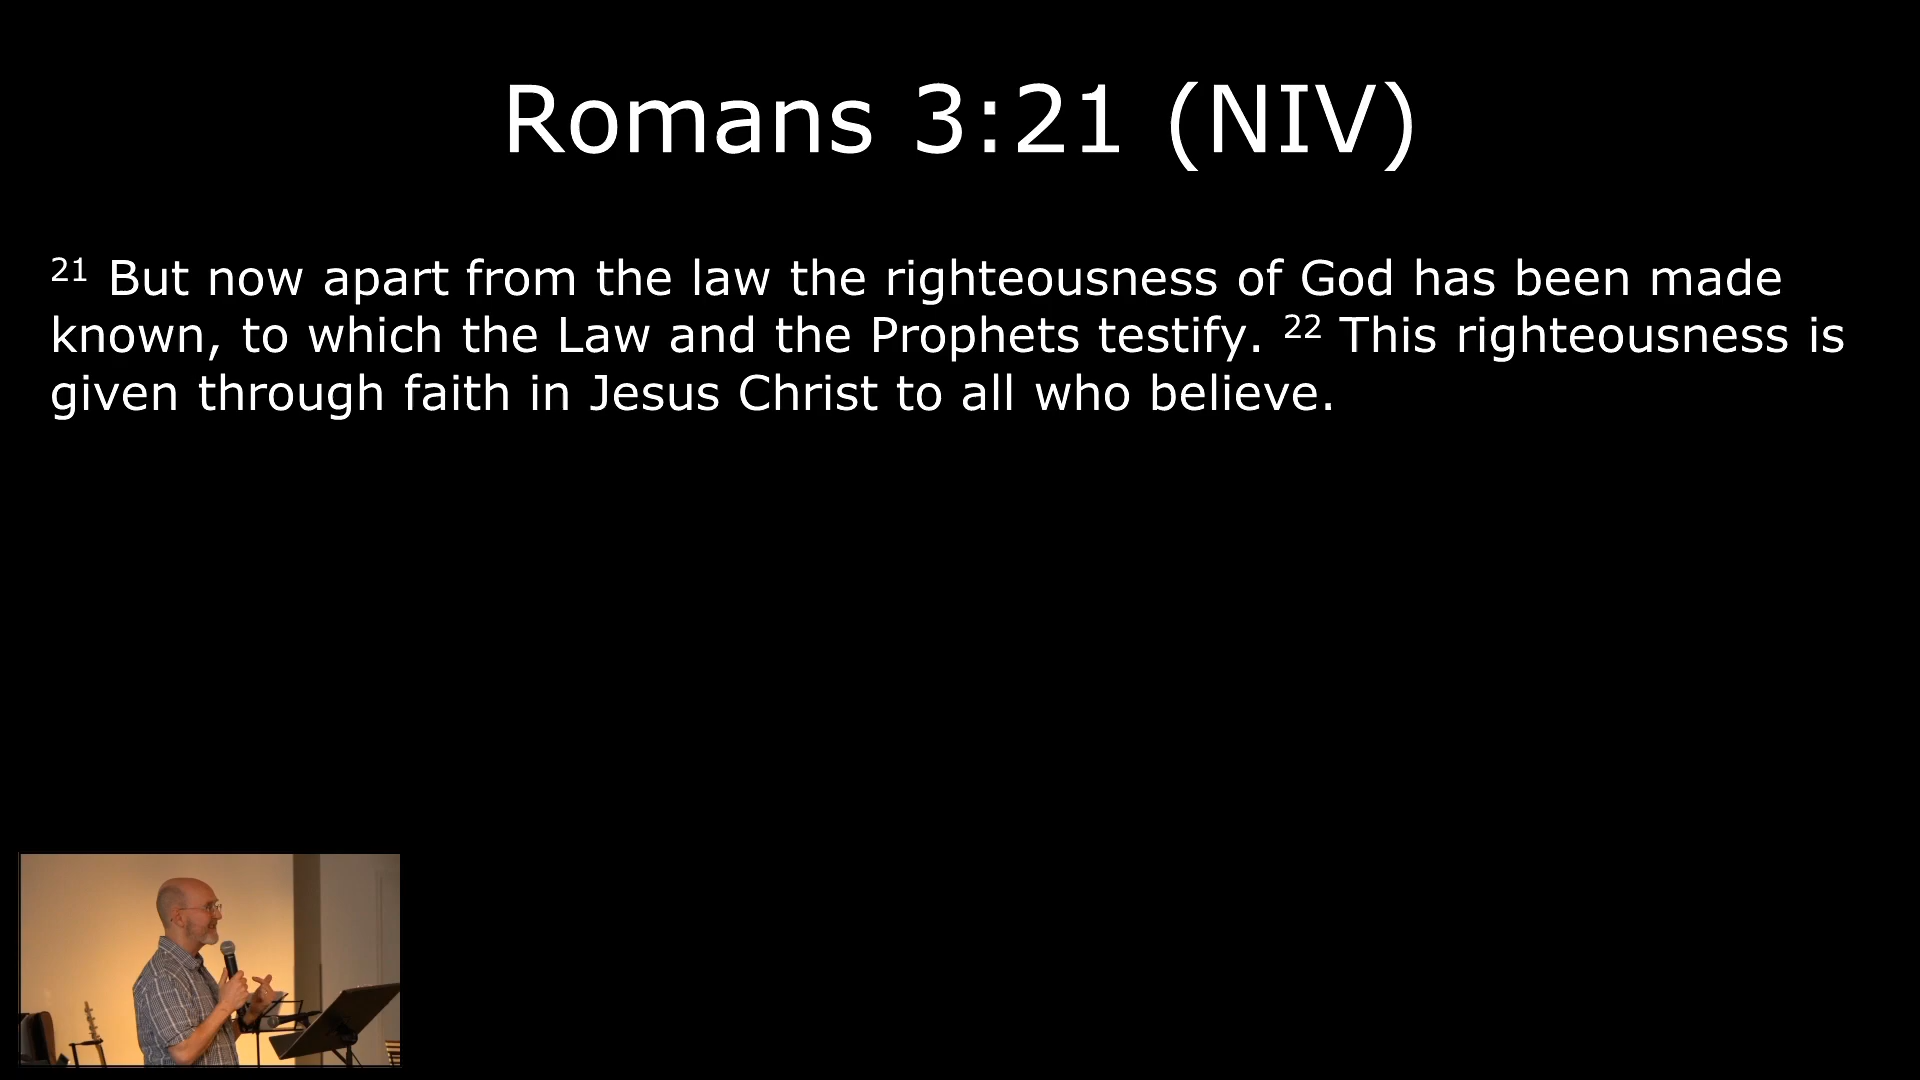 Romans 3:21 (NIV)
21 But now apart from the law the righteousness of God has been made
known, to which the Law and the Prophets testify. 22 This righteousness is
given through faith in Jesus Christ to all who believe.